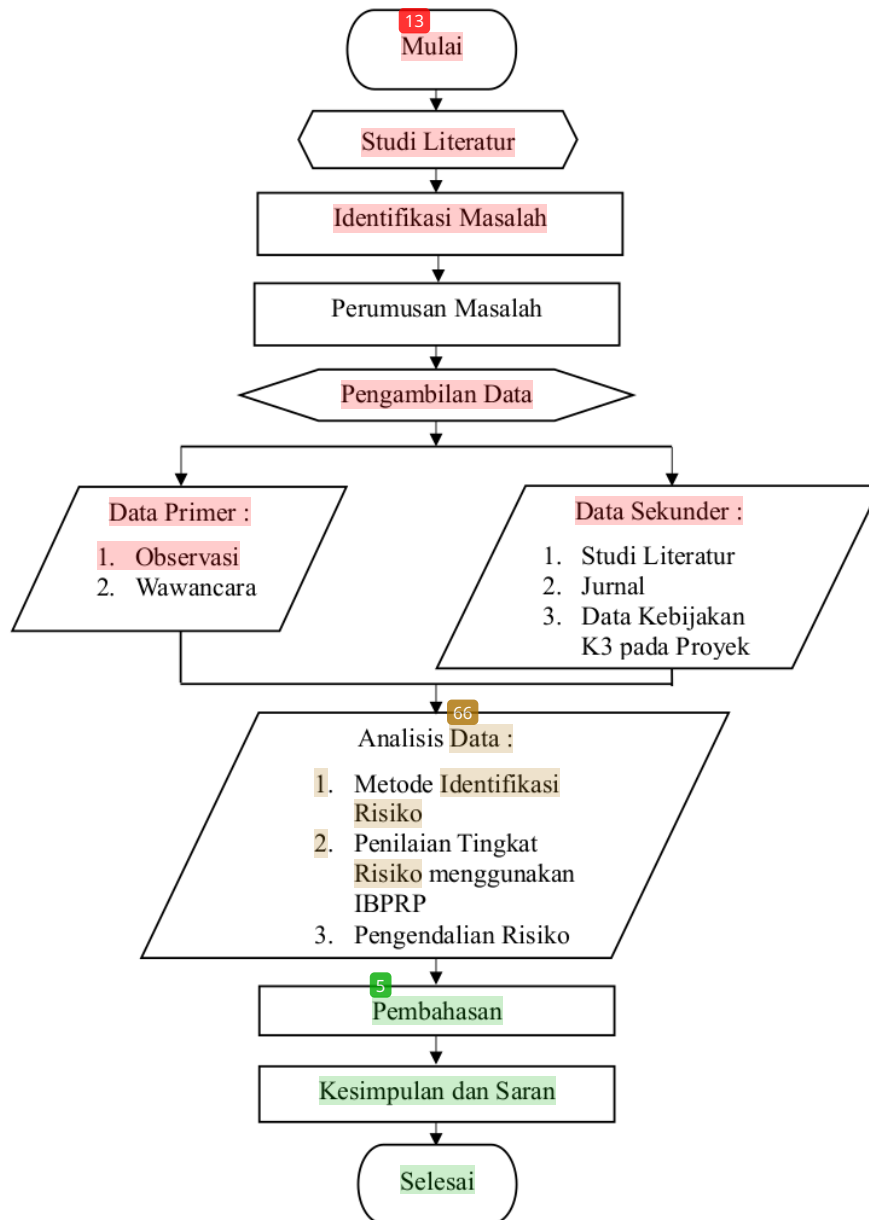 13
Mulai
Studi Literatur
Identifikasi Masalah
Perumusan Masalah
Pengambilan Data
Data Primer :
1. Observasi
2. Wawancara
Data Sekunder :
1. Studi Literatur
2. Jurnal
3. Data Kebijakan
K3 pada Proyek
66
Analisis Data :
1. Metode Identifikasi
Risiko
2. Penilaian Tingkat
Risiko menggunakan
IBPRP
3. Pengendalian Risiko
5
Pembahasan
Kesimpulan dan Saran
Selesai